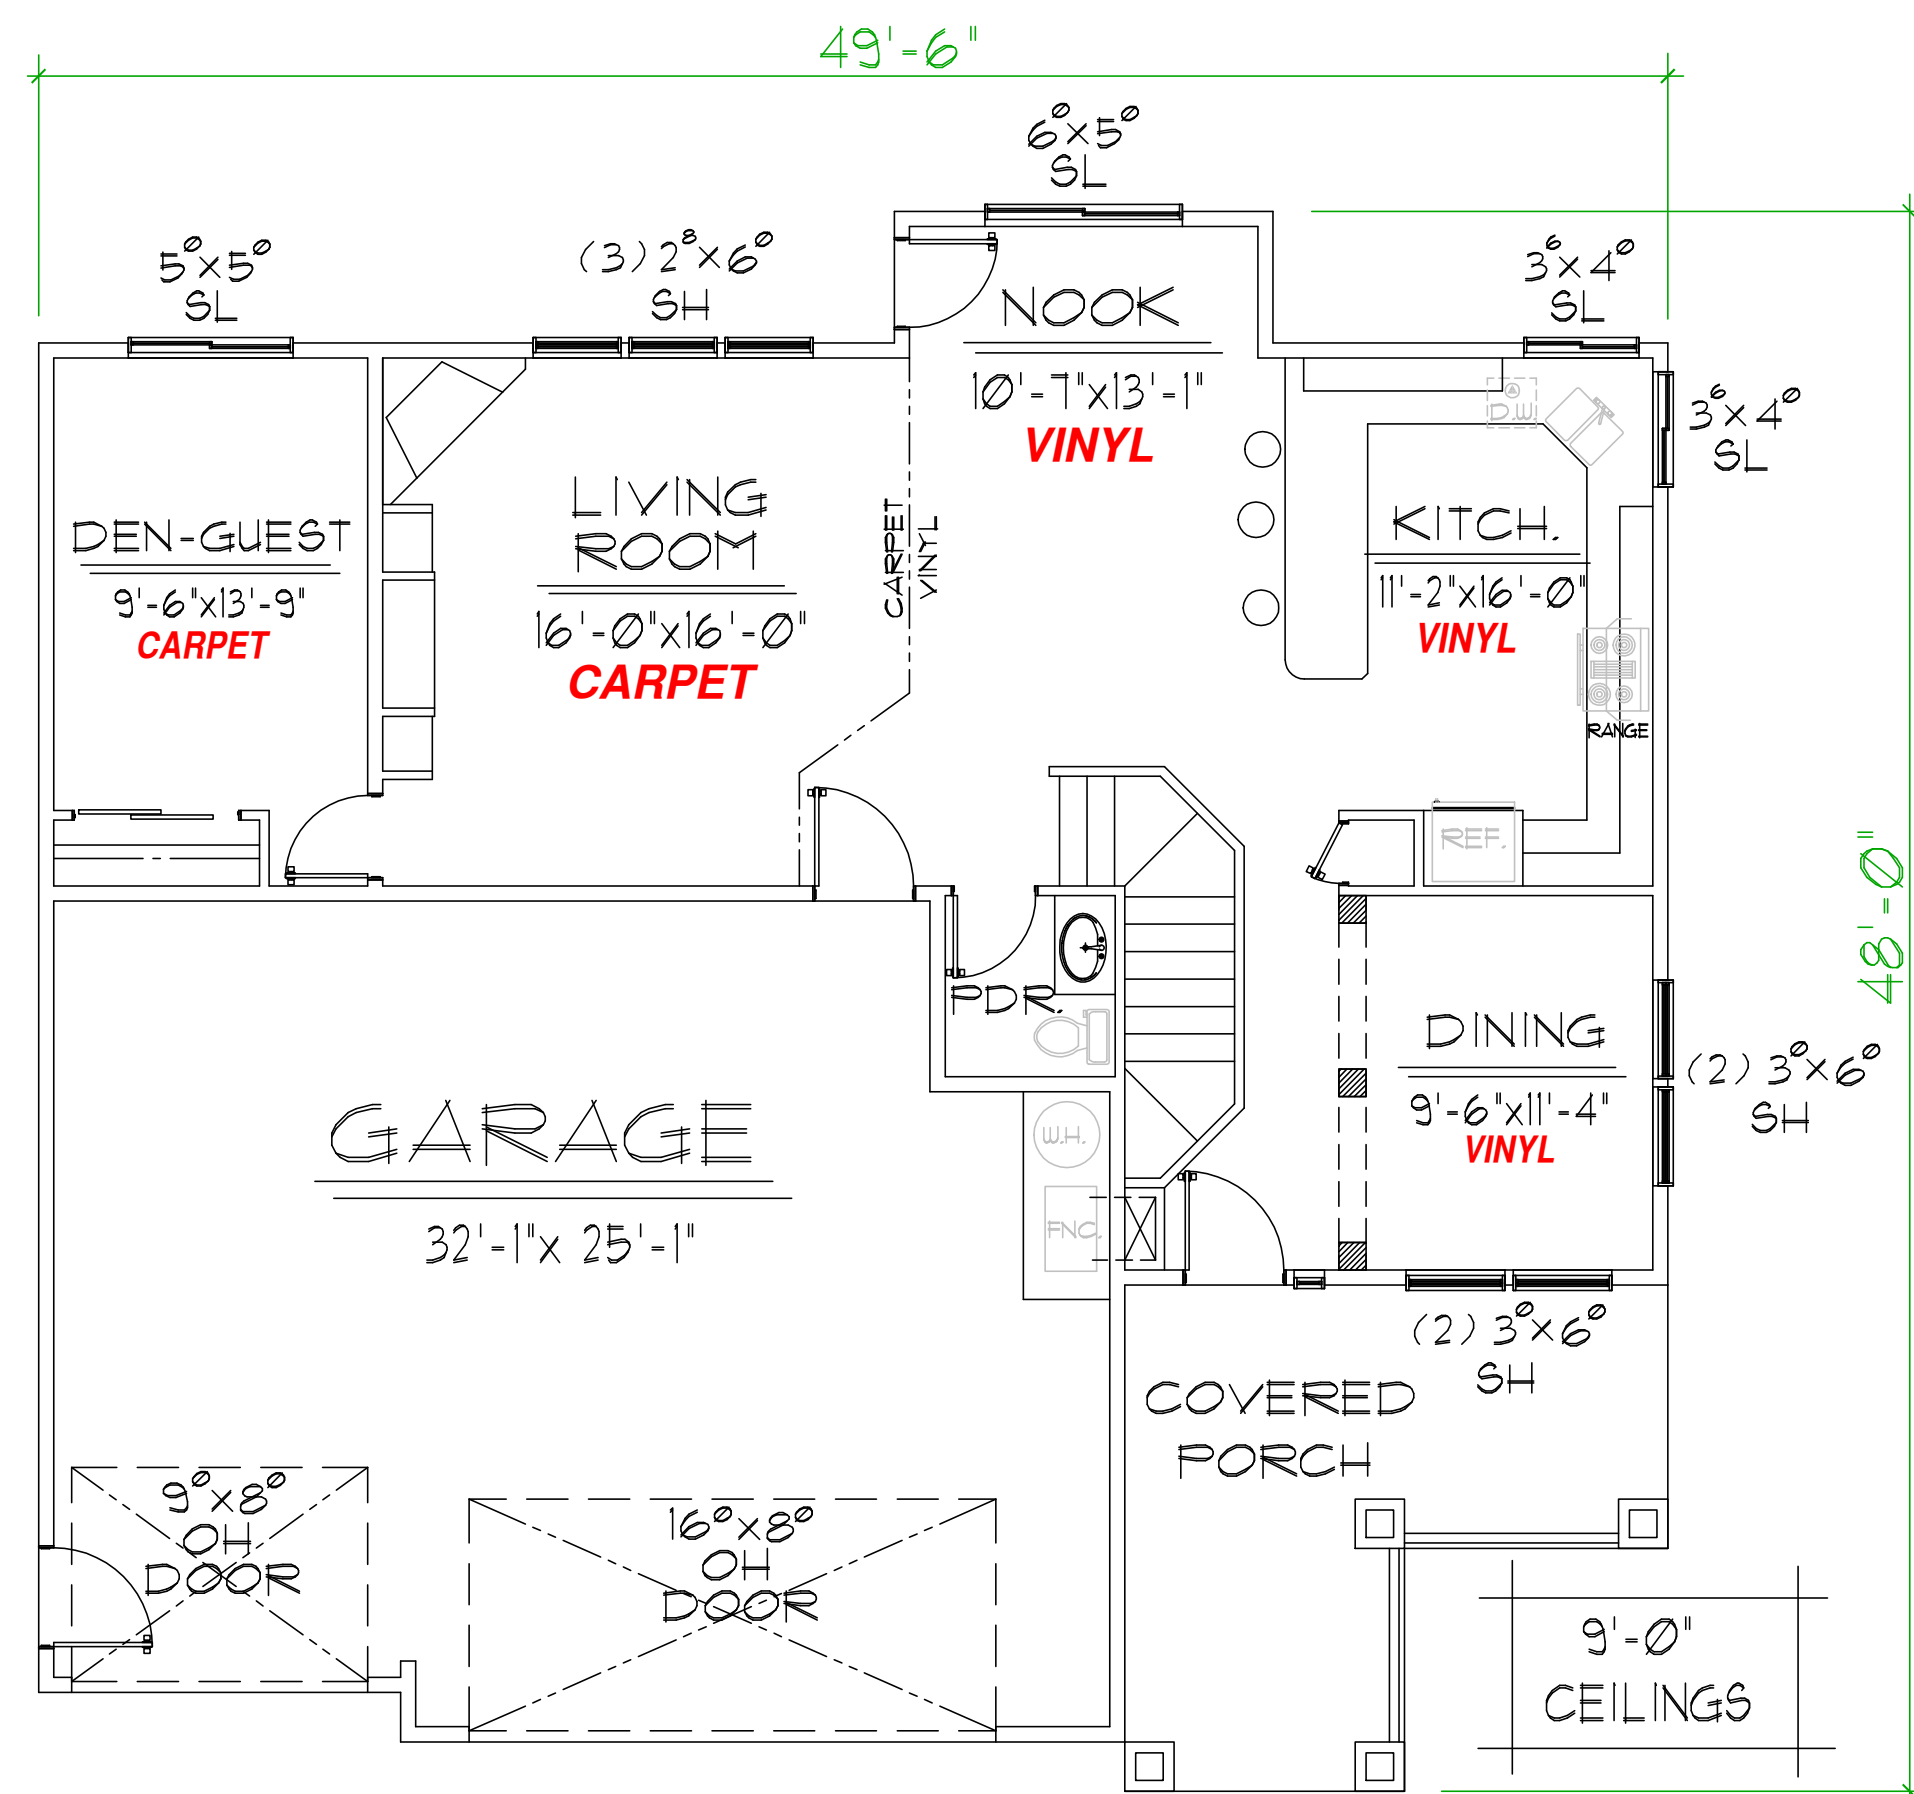 49'-6"
6⁰x5⁰
SL
5⁰x5⁰
SL
(3) 2⁸x6⁰
SH
3⁶x4⁰
SL
NOOK
10'-7"x13'-1"
VINYL
3⁶x4⁰
SL
D.W.
LIVING
ROOM
16'-0"x16'-0"
CARPET
DEN-GUEST
9'-6"x13'-9"
CARPET
CARPET
VINYL
KITCH.
11'-2"x16'-0"
VINYL
RANGE
REF.
48'-0"
PDR.
DINING
9'-6"x11'-4"
VINYL
(2) 3⁰x6⁰
SH
GARAGE
32'-1"x 25'-1"
W.H.
FNC.
(2) 3⁰x6⁰
SH
COVERED
PORCH
9⁰x8⁰
OH
DOOR
16⁰x8⁰
OH
DOOR
9'-0"
CEILINGS